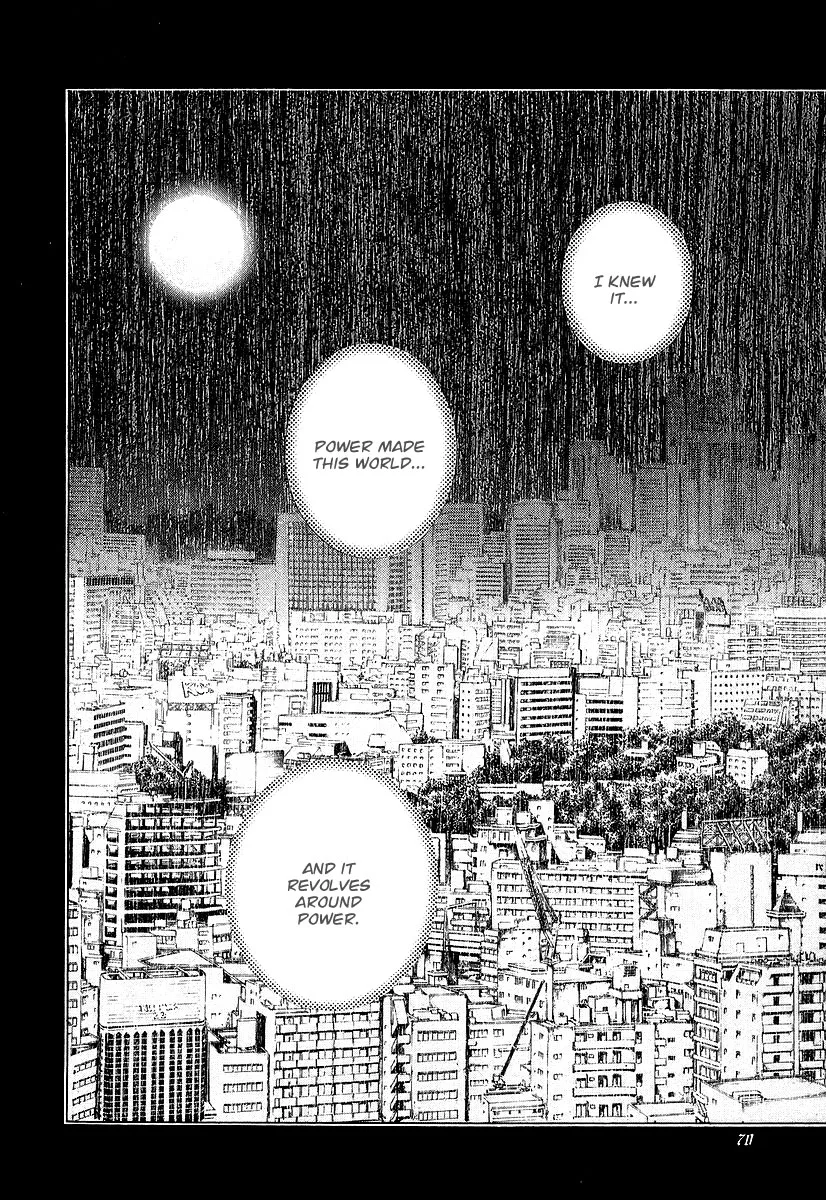 I KNEW
IT...
POWER MADE
THIS WORLD...
AND IT
REVOLVES
AROUND
POWER.
711